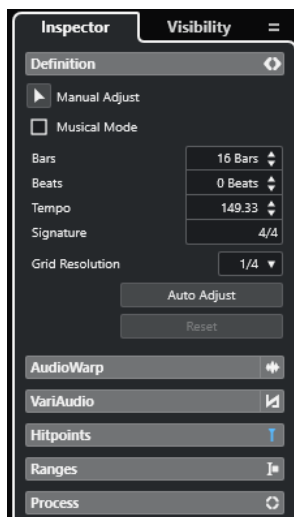 Inspector Visibility
Definition
Manual Adjust
Musical Mode
Bars 16 Bars
Beats 0 Beats
Tempo 149.33
Signature 4/4
Grid Resolution 1/4
Auto Adjust
Reset
AudioWarp
VariAudio
Hitpoints
Ranges
Process